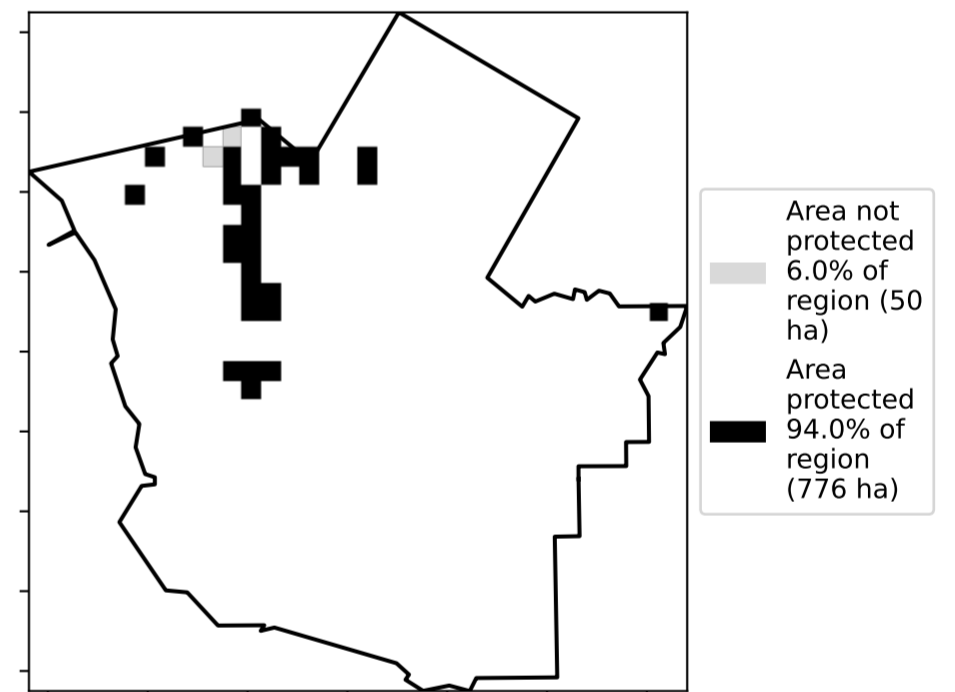 Area not
protected
6.0% of
region (50
ha)
Area
protected
94.0% of
region
(776 ha)